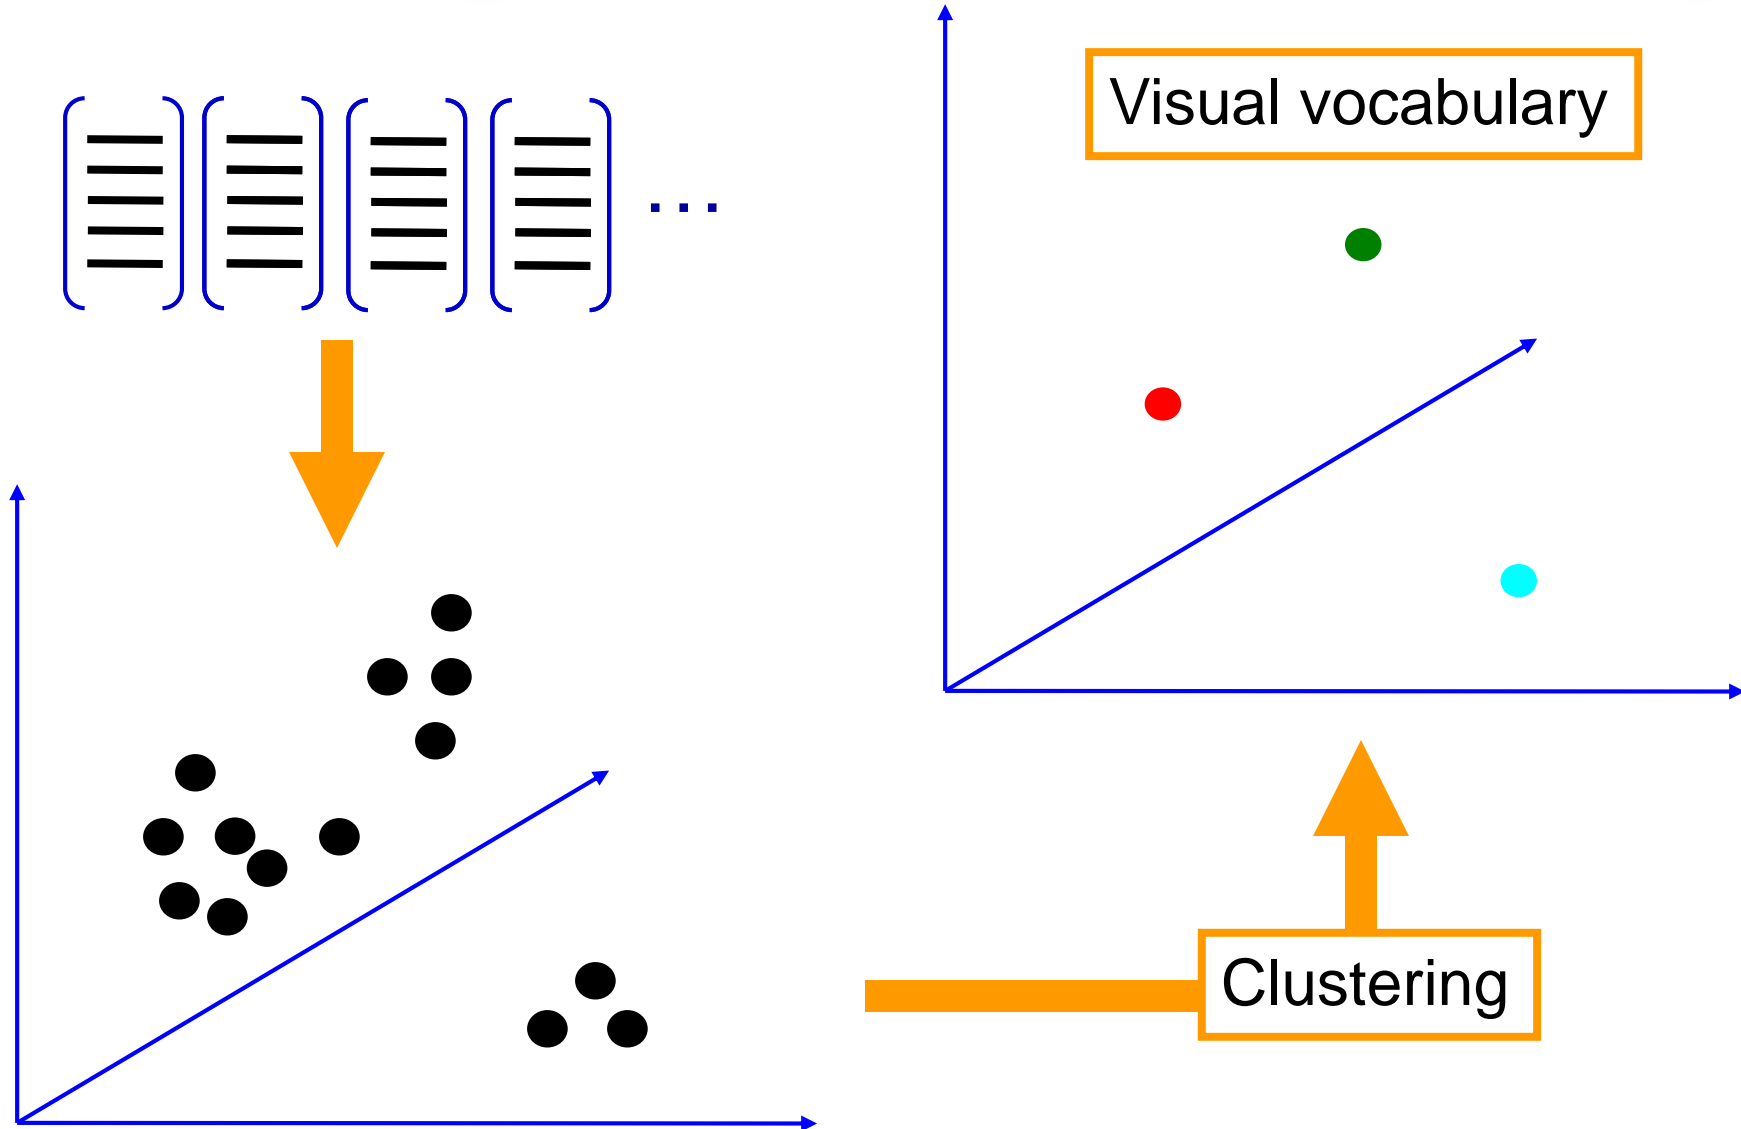 Visual vocabulary
. . .
Clustering